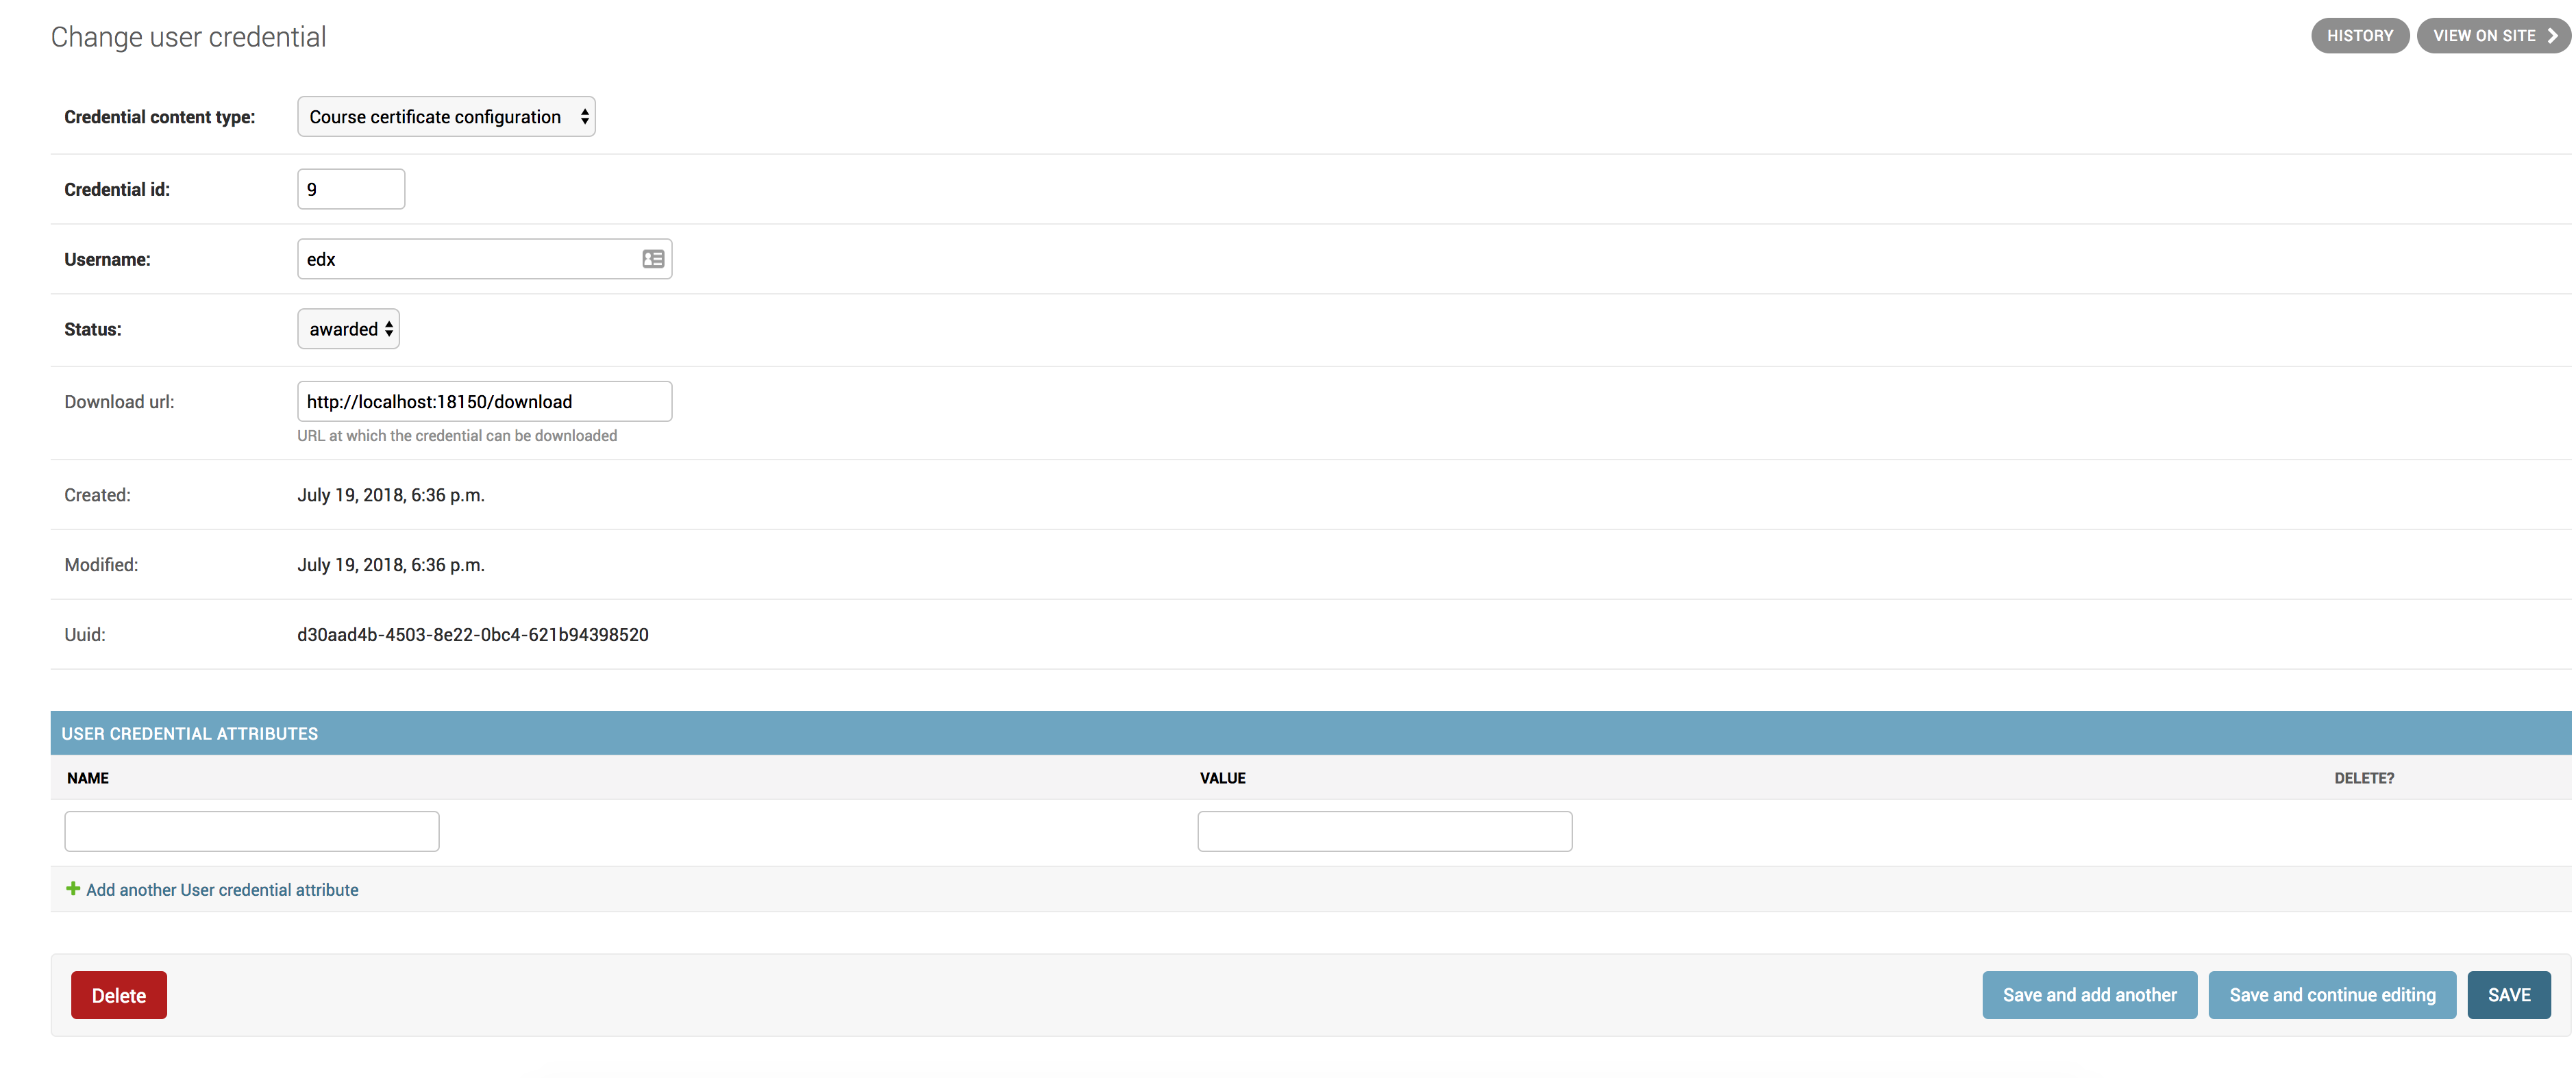 Change user credential
HISTORY
VIEW ON SITE
Credential content type: Course certificate configuration
Credential id: 9
Username: edx
Status: awarded
Download url: http://localhost:18150/download
URL at which the credential can be downloaded
Created: July 19, 2018, 6:36 p.m.
Modified: July 19, 2018, 6:36 p.m.
Uuid: d30aad4b-4503-8e22-0bc4-621b94398520
USER CREDENTIAL ATTRIBUTES
NAME VALUE DELETE?
Add another User credential attribute
Delete Save and add another Save and continue editing SAVE